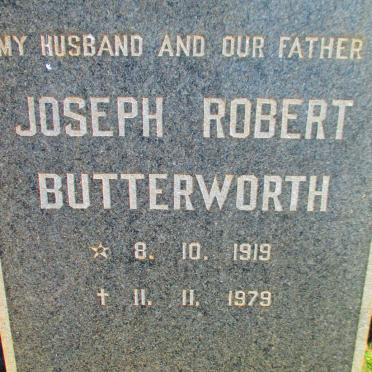 MY HUSBAND AND OUR FATHER
JOSEPH ROBERT
BUTTERWORTH
☆ 8. 10. 1919
† 11. 11. 1979